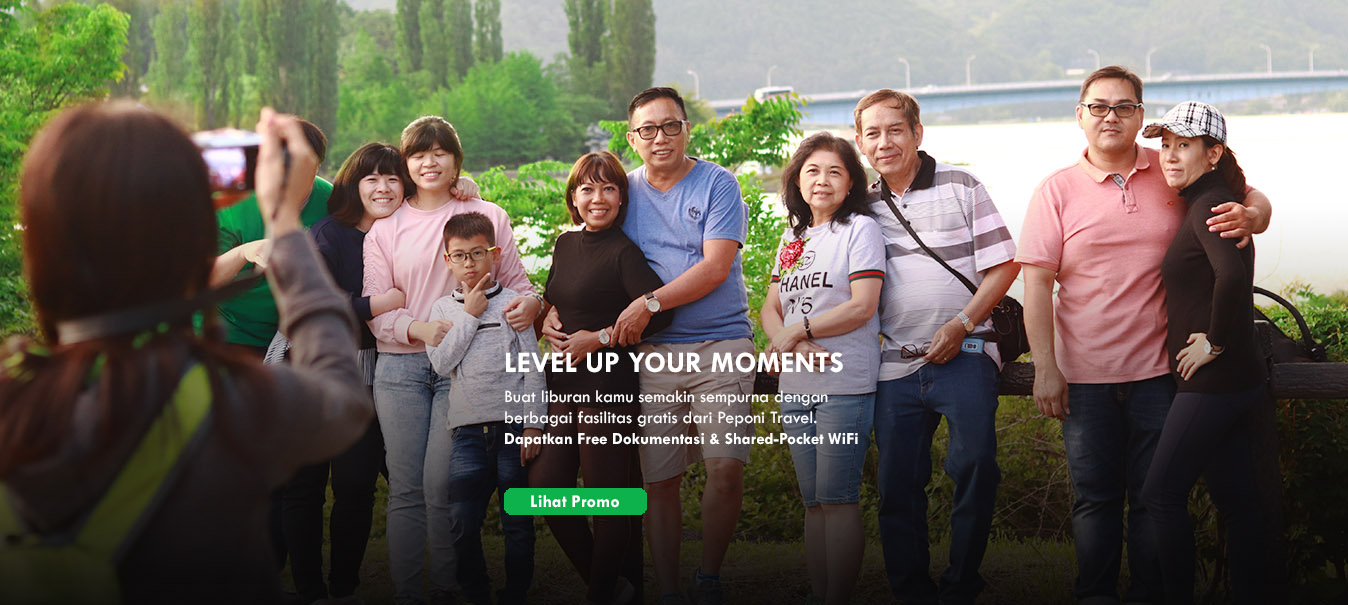 CHANEL
N°5
LEVEL UP YOUR MOMENTS
Buat liburan kamu semakin sempurna dengan
berbagai fasilitas gratis dari Peponi Travel.
Dapatkan Free Dokumentasi & Shared-Pocket WiFi
Lihat Promo